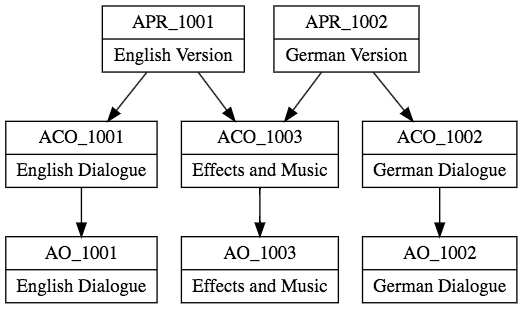 APR_1001
English Version
APR_1002
German Version
ACO_1001
English Dialogue
ACO_1003
Effects and Music
ACO_1002
German Dialogue
AO_1001
English Dialogue
AO_1003
Effects and Music
AO_1002
German Dialogue